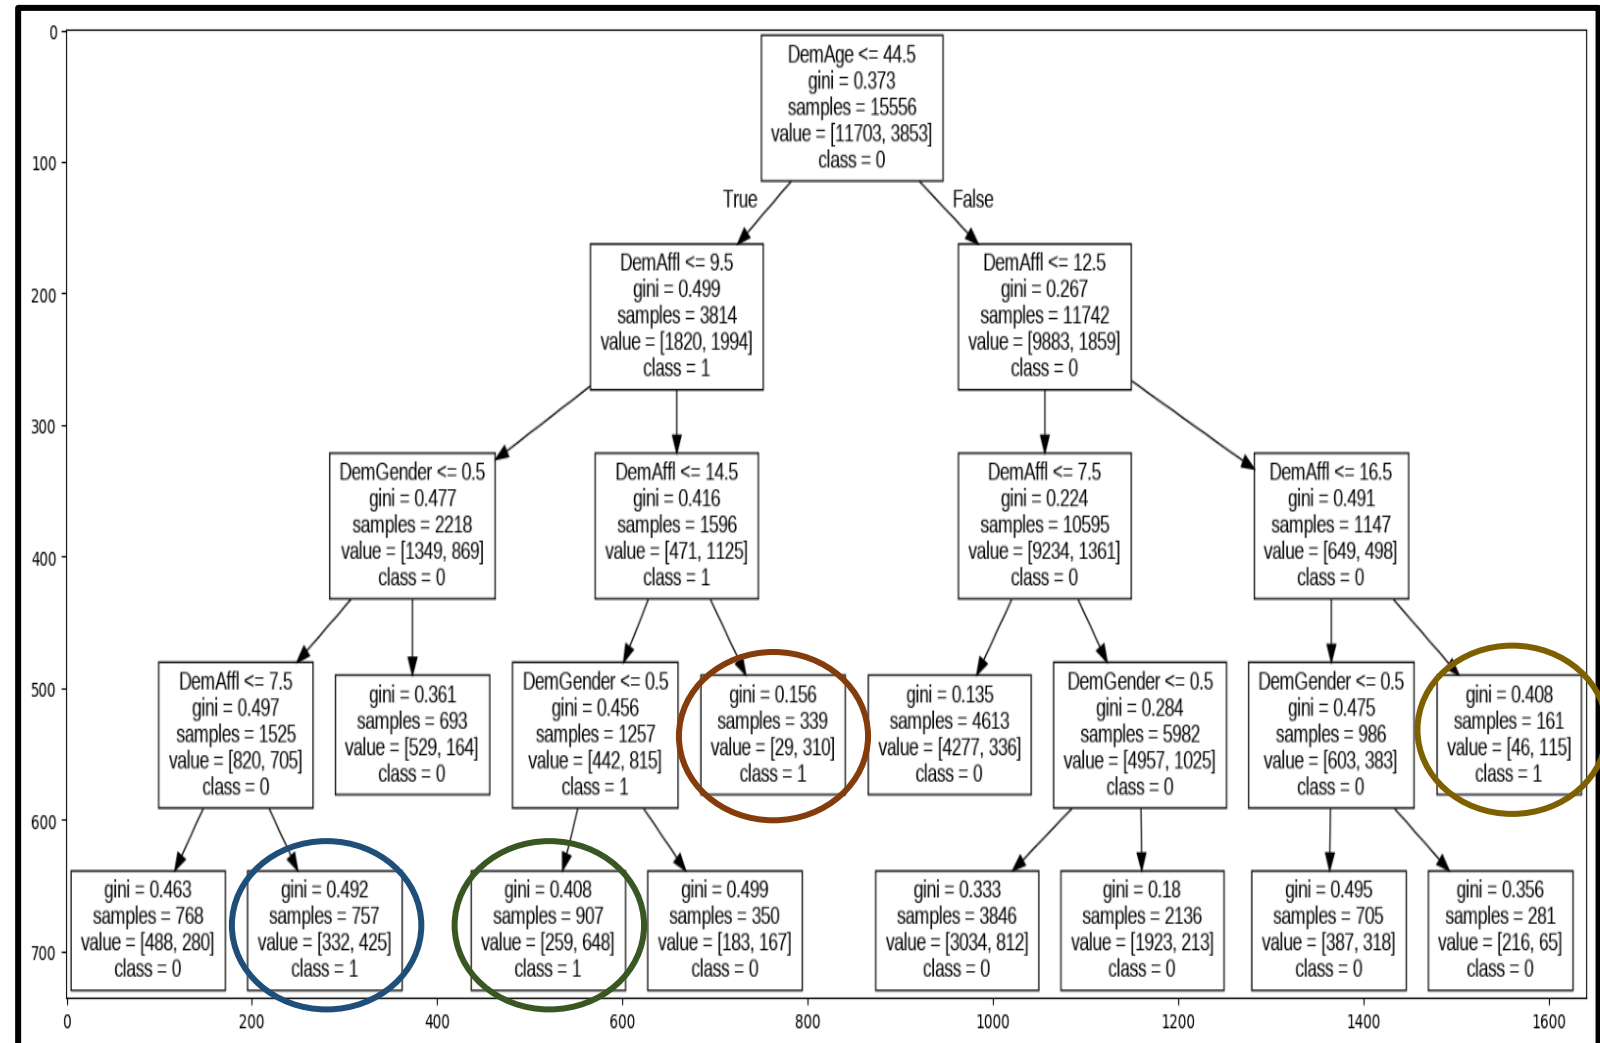 0
100
200
300
400
500
600
700
DemAge <= 44.5
gini = 0.373
samples = 15556
value = [11703, 3853]
class = 0
True
False
DemAffl <= 9.5
gini = 0.499
samples = 3814
value = [1820, 1994]
class = 1
DemAffl <= 12.5
gini = 0.267
samples = 11742
value = [9883, 1859]
class = 0
DemGender <= 0.5
gini = 0.477
samples = 2218
value = [1349, 869]
class = 0
DemAffl <= 14.5
gini = 0.416
samples = 1596
value = [471, 1125]
class = 1
DemAffl <= 7.5
gini = 0.224
samples = 10595
value = [9234, 1361]
class = 0
DemAffl <= 16.5
gini = 0.491
samples = 1147
value = [649, 498]
class = 0
DemAffl <= 7.5
gini = 0.497
samples = 1525
value = [820, 705]
class = 0
gini = 0.361
samples = 693
value = [529, 164]
class = 0
DemGender <= 0.5
gini = 0.456
samples = 1257
value = [442, 815]
class = 1
gini = 0.156
samples = 339
value = [29, 310]
class = 1
gini = 0.135
samples = 4613
value = [4277, 336]
class = 0
DemGender <= 0.5
gini = 0.284
samples = 5982
value = [4957, 1025]
class = 0
DemGender <= 0.5
gini = 0.475
samples = 986
value = [603, 383]
class = 0
gini = 0.408
samples = 161
value = [46, 115]
class = 1
gini = 0.463
samples = 768
value = [488, 280]
class = 0
gini = 0.492
samples = 757
value = [332, 425]
class = 1
gini = 0.408
samples = 907
value = [259, 648]
class = 1
gini = 0.499
samples = 350
value = [183, 167]
class = 0
gini = 0.333
samples = 3846
value = [3034, 812]
class = 0
gini = 0.18
samples = 2136
value = [1923, 213]
class = 0
gini = 0.495
samples = 705
value = [387, 318]
class = 0
gini = 0.356
samples = 281
value = [216, 65]
class = 0
0
200
400
600
800
1000
1200
1400
1600